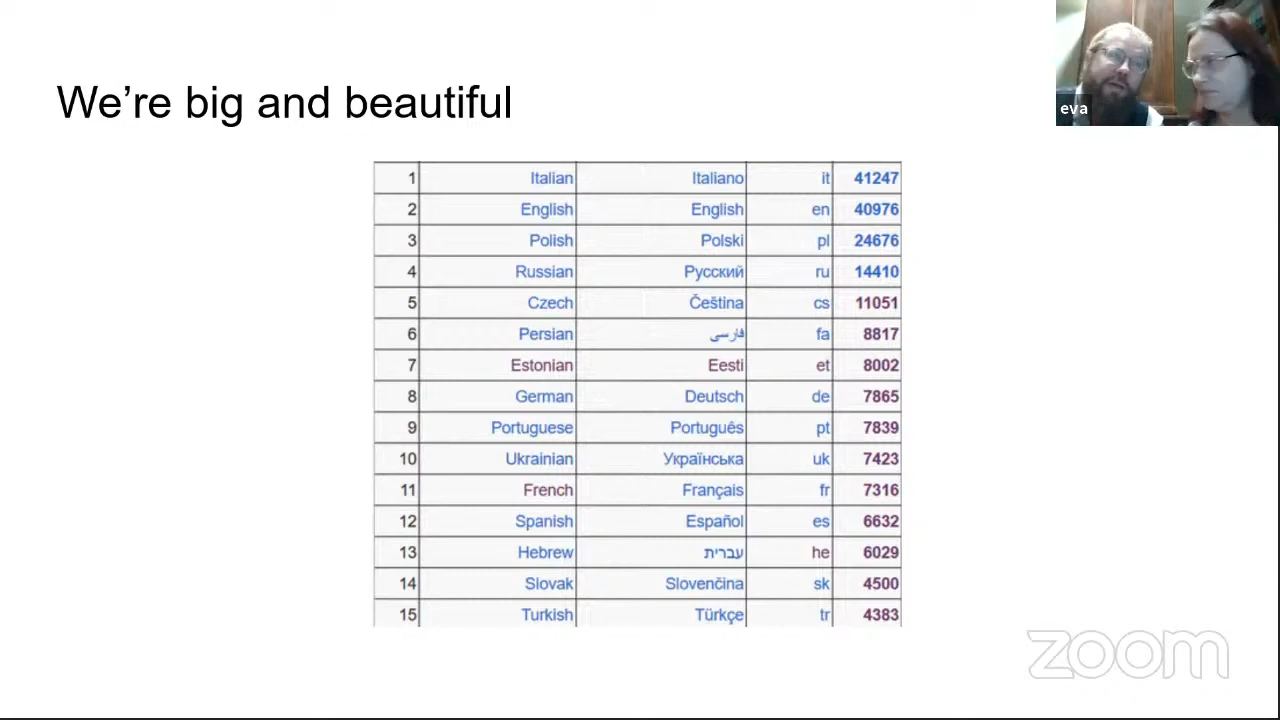 We’re big and beautiful
eva
1 Italian Italiano it 41247
2 English English en 40976
3 Polish Polski pl 24676
4 Russian Русский ru 14410
5 Czech Čeština cs 11051
6 Persian فارسی fa 8817
7 Estonian Eesti et 8002
8 German Deutsch de 7865
9 Portuguese Português pt 7839
10 Ukrainian Українська uk 7423
11 French Français fr 7316
12 Spanish Español es 6632
13 Hebrew עברית he 6029
14 Slovak Slovenčina sk 4500
15 Turkish Türkçe tr 4383
zoom